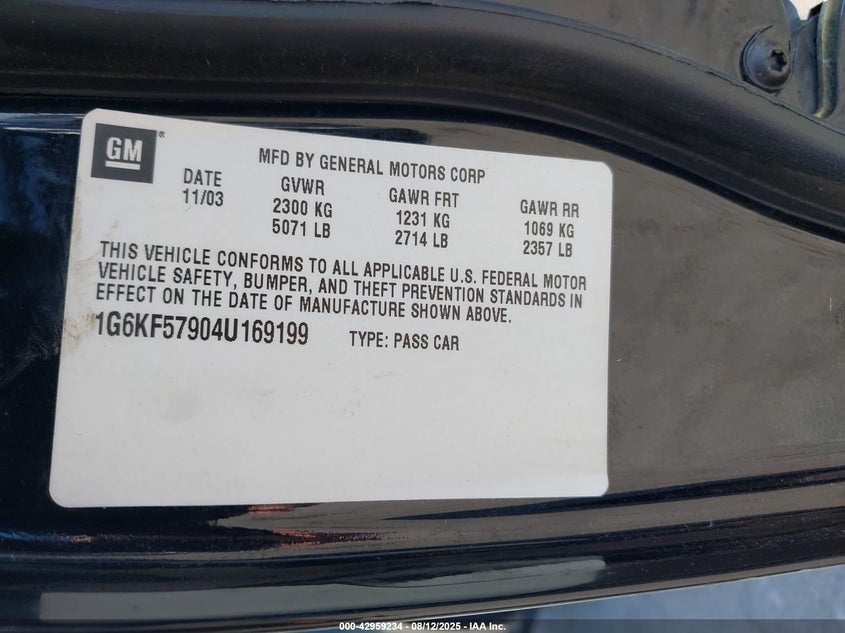 GM®
MFD BY GENERAL MOTORS CORP
DATE GVWR GAWR FRT GAWR RR
11/03 2300 KG 1231 KG 1069 KG
5071 LB 2714 LB 2357 LB
THIS VEHICLE CONFORMS TO ALL APPLICABLE U.S. FEDERAL MOTOR
VEHICLE SAFETY, BUMPER, AND THEFT PREVENTION STANDARDS IN
EFFECT ON THE DATE OF MANUFACTURE SHOWN ABOVE.
1G6KF57904U169199 TYPE: PASS CAR
000-42959234 - 08/12/2025 - IAA Inc.